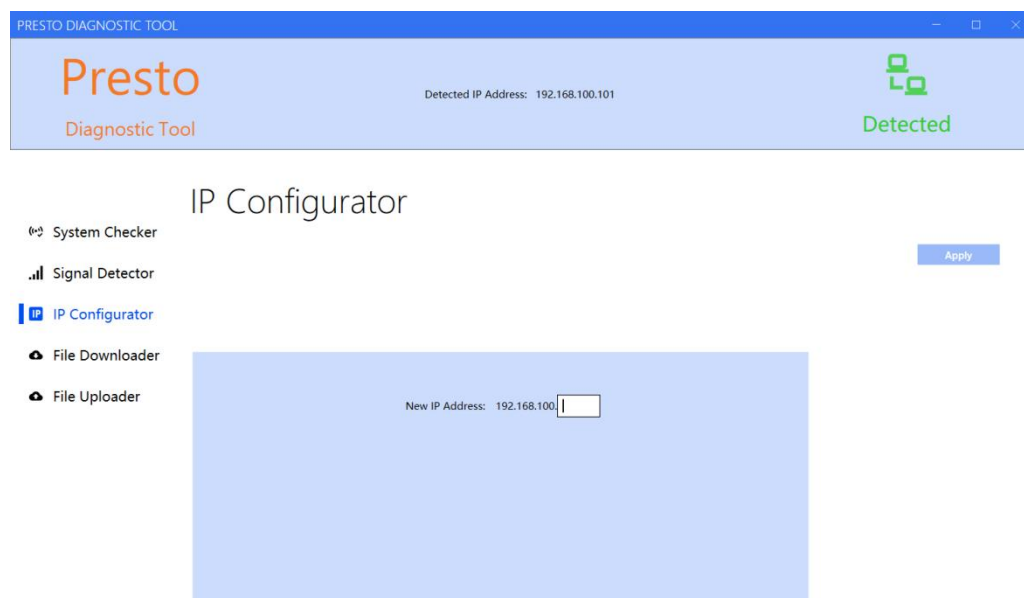 PRESTO DIAGNOSTIC TOOL
Presto
Diagnostic Tool
Detected IP Address: 192.168.100.101
Detected
IP Configurator
System Checker
Signal Detector
IP IP Configurator
File Downloader
File Uploader
Apply
New IP Address: 192.168.100.